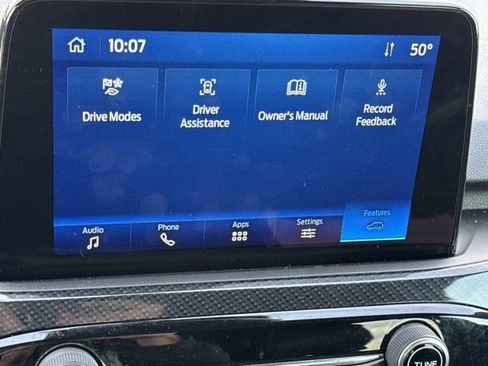 10:07 50°
Drive Modes
Driver
Assistance
Owner's Manual
Record
Feedback
Audio
Phone
Apps
Settings
Features
TUNE